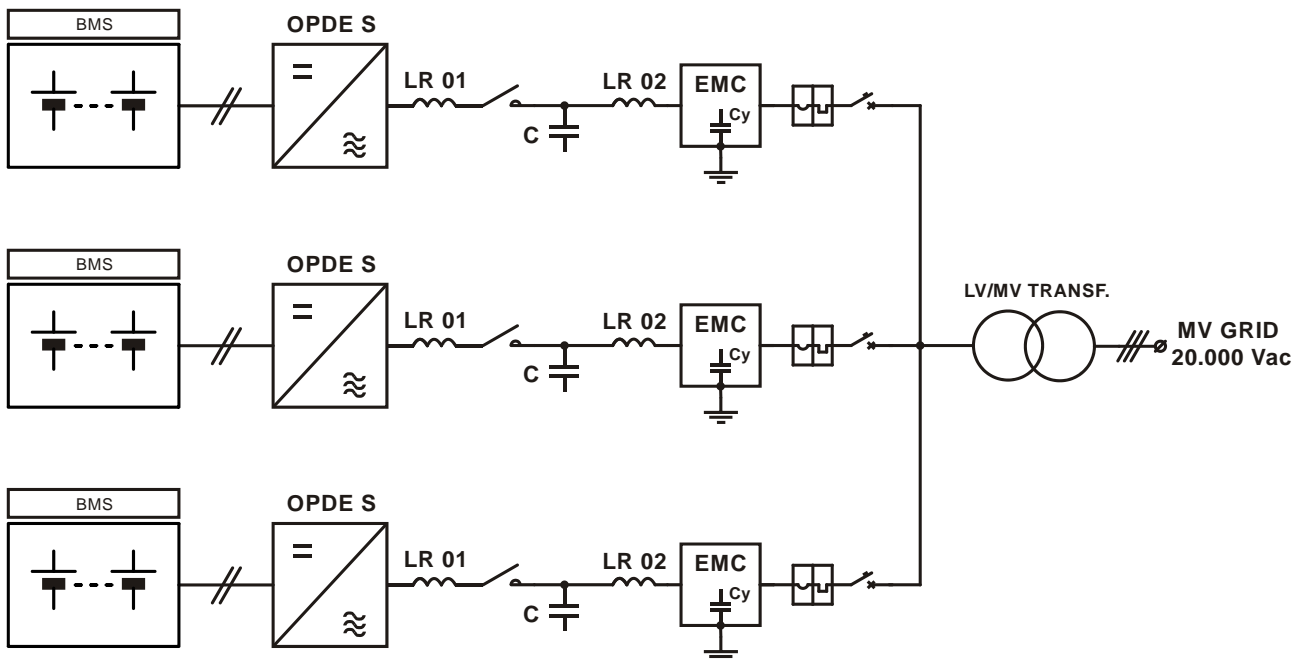 BMS
OPDE S
LR 01
LR 02
EMC
Cy
C
BMS
OPDE S
LR 01
LR 02
EMC
Cy
C
LV/MV TRANSF.
MV GRID
20.000 Vac
BMS
OPDE S
LR 01
LR 02
EMC
Cy
C